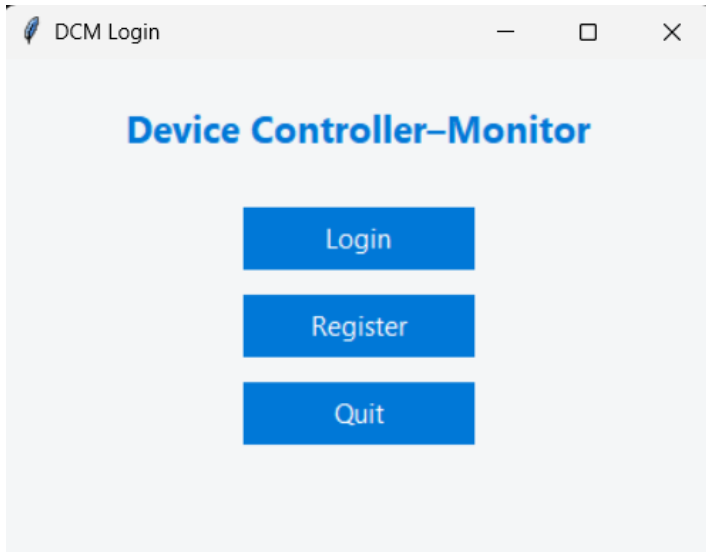 DCM Login
Device Controller–Monitor
Login
Register
Quit